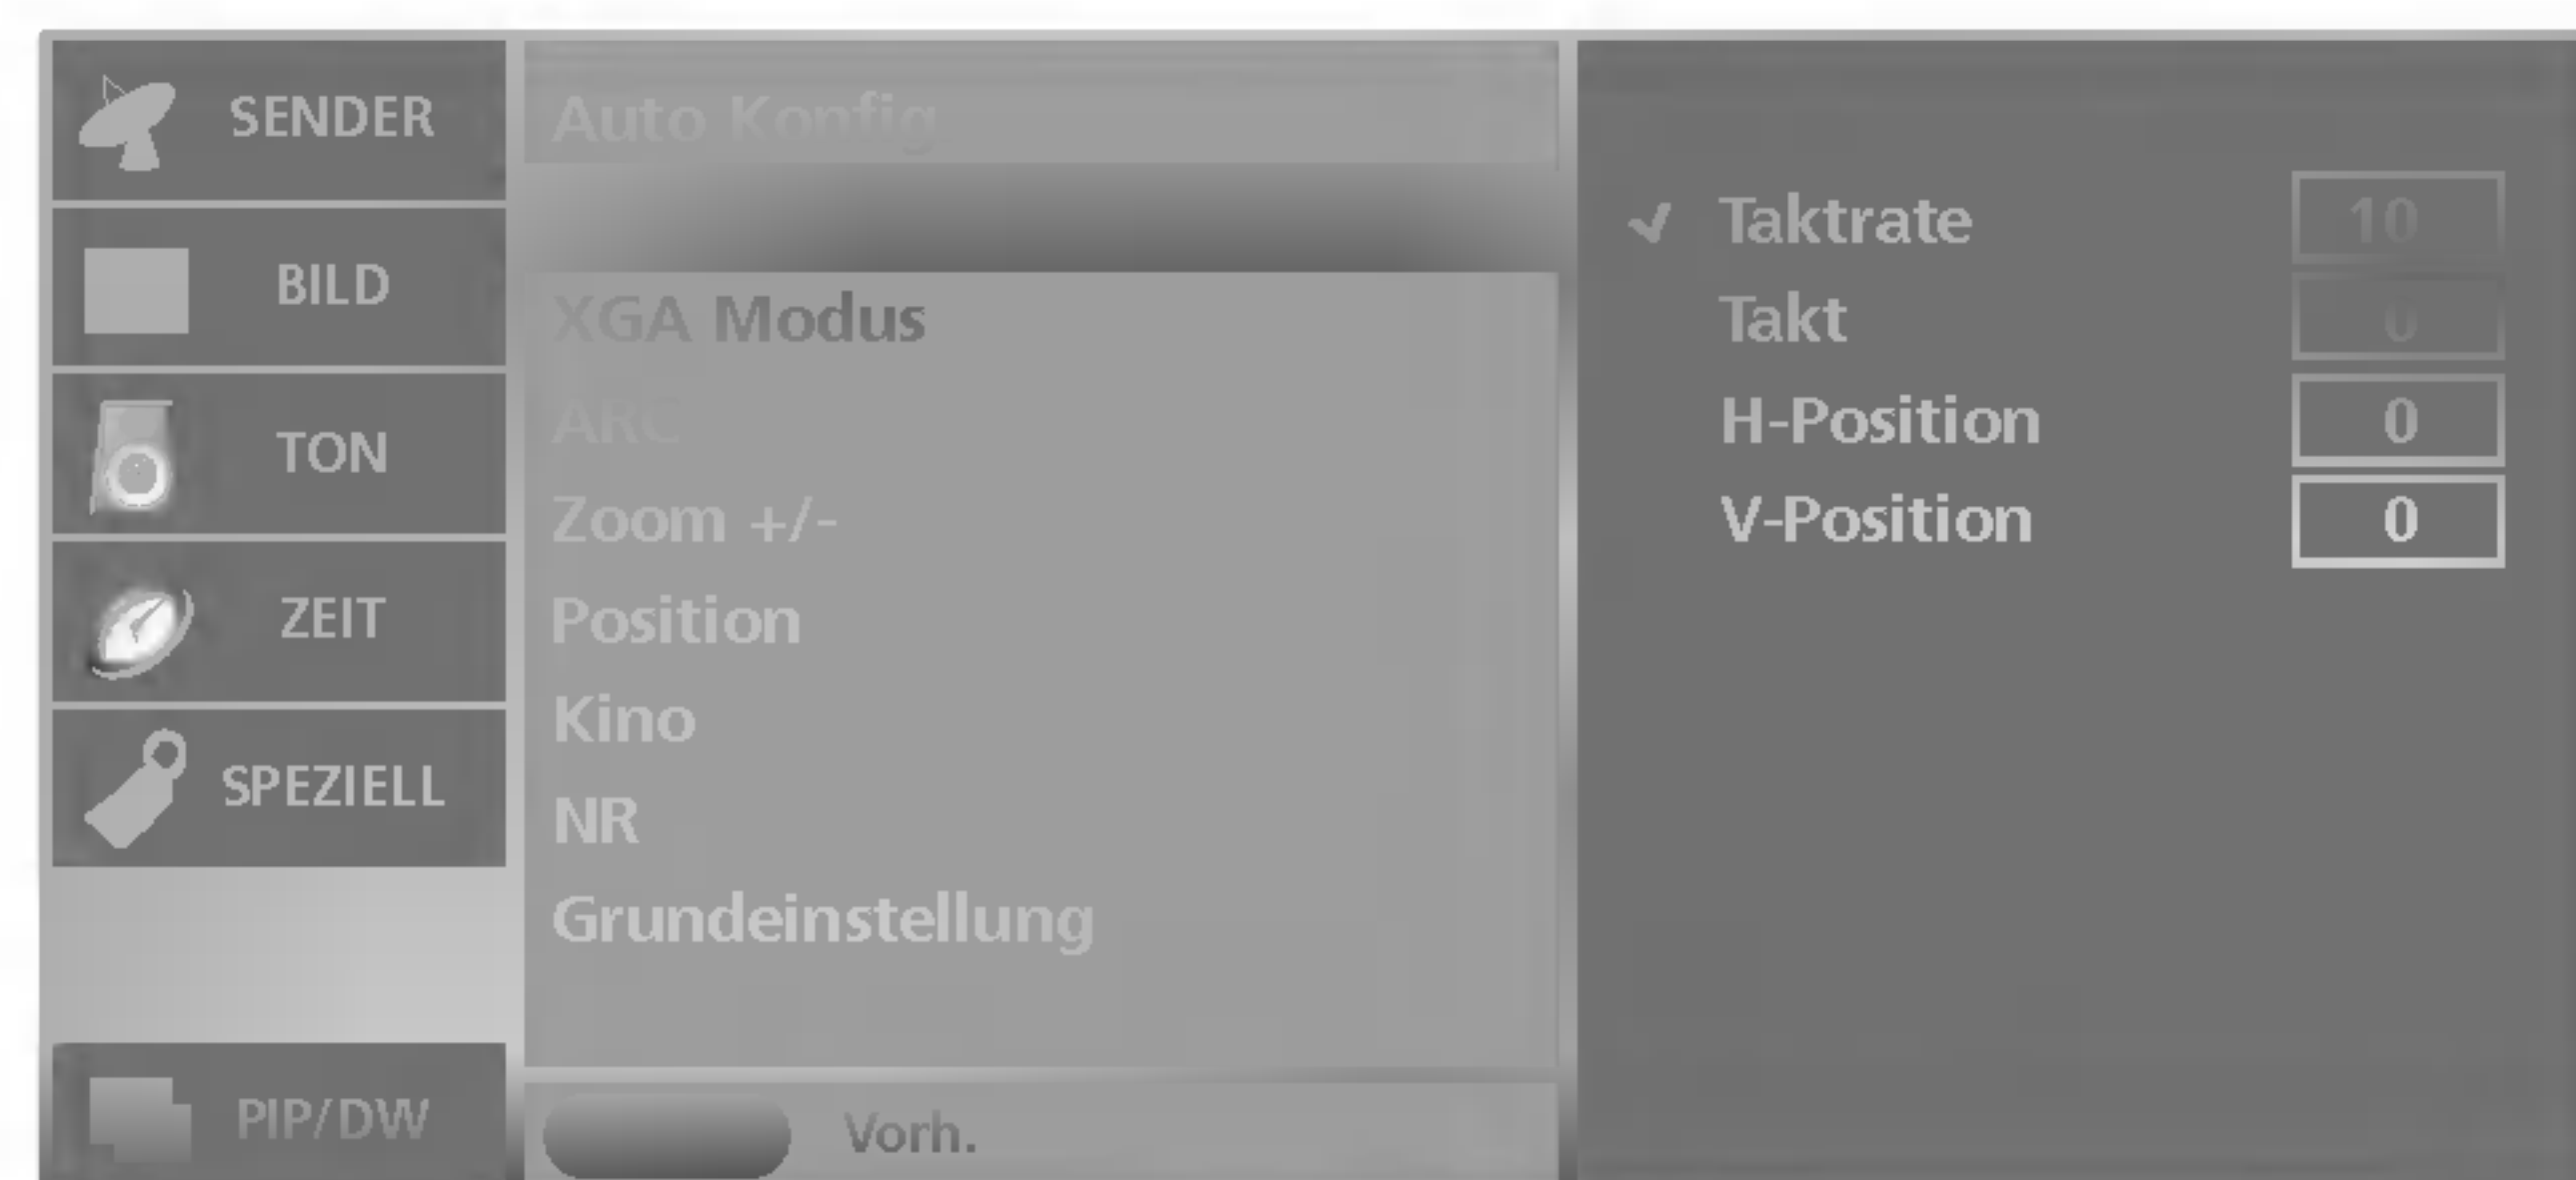 SENDER
BILD
TON
ZEIT
SPEZIELL
PIP/DW
Auto Konfig
XGA Modus
ARC
Zoom +/-
Position
Kino
NR
Grundeinstellung
Vorh.
Taktrate 10
Takt 0
H-Position 0
V-Position 0